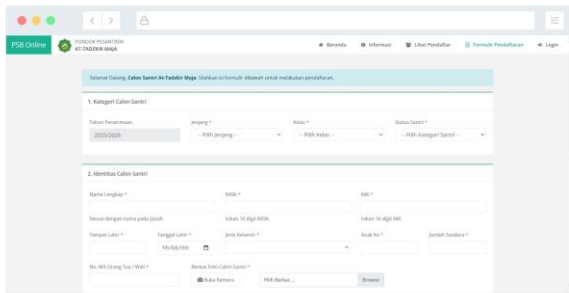 PSB Online
PONDOK PESANTREN
AT-TADZKIR MAJA
Beranda
Informasi
Lihat Pendaftar
Formulir Pendaftaran
Login
Selamat Datang, Calon Santri At-Tadzkir Maja. Silahkan isi formulir dibawah untuk melakukan pendaftaran.
1. Kategori Calon Santri
Tahun Penerimaan
Jenjang *
Kelas *
Status Santri *
2025/2026
-- Pilih Jenjang --
-- Pilih Kelas --
-- Pilih Kategori Santri --
2. Identitas Calon Santri
Nama Lengkap *
NISN *
NIK *
Sesuai dengan nama pada ijazah.
Isikan 10 digit NISN
Isikan 16 digit NIK
Tempat Lahir *
Tanggal Lahir *
Jenis Kelamin *
Anak ke *
Jumlah Saudara *
hh/bb/tttt
No. WA Orang Tua / Wali *
Berkas Foto Calon Santri *
Buka Kamera
Pilih Berkas ...
Browse